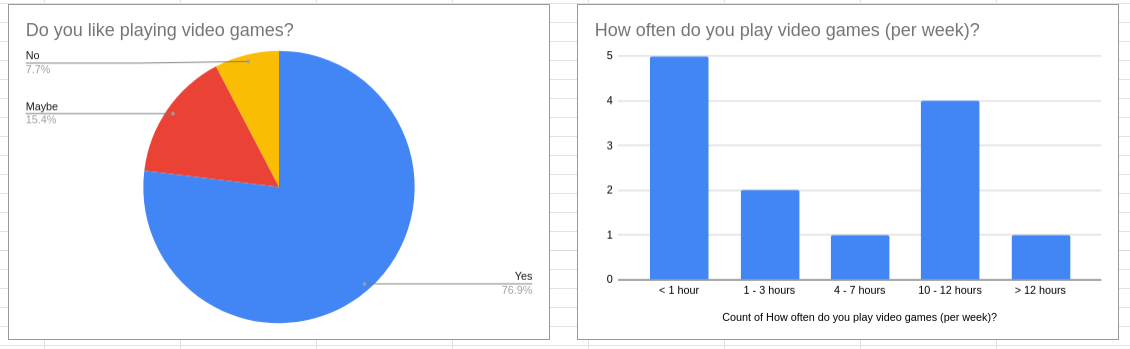 Do you like playing video games?
No
7.7%
Maybe
15.4%
Yes
76.9%
How often do you play video games (per week)?
5
4
3
2
1
0
< 1 hour
1 - 3 hours
4 - 7 hours
10 - 12 hours
> 12 hours
Count of How often do you play video games (per week)?